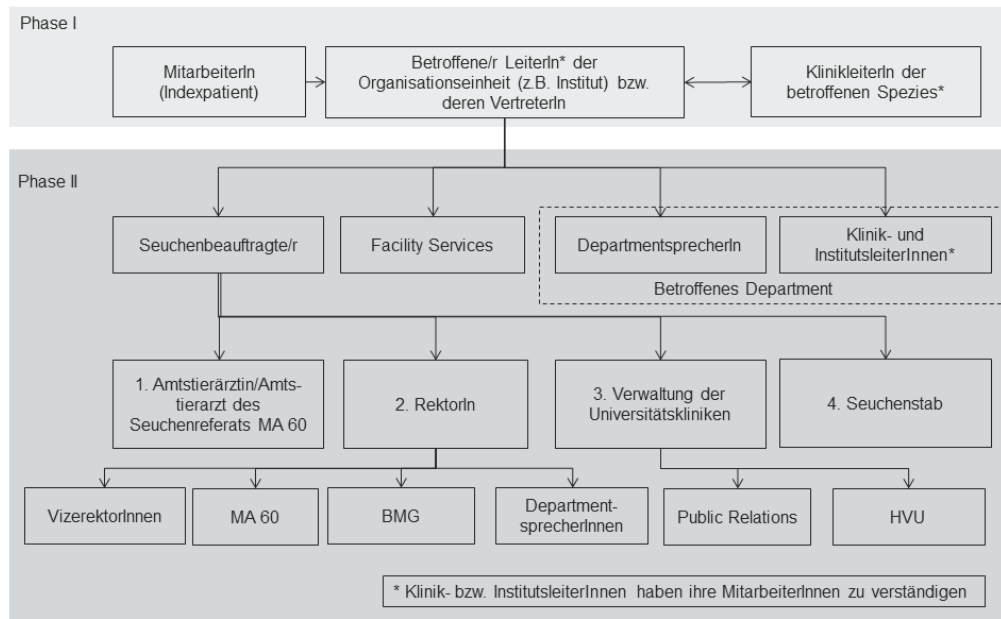 Phase I
MitarbeiterIn
(Indexpatient)
Betroffene/r LeiterIn* der
Organisationseinheit (z.B. Institut) bzw.
deren VertreterIn
KlinikleiterIn der
betroffenen Spezies*
Phase II
Seuchenbeauftragte/r
Facility Services
DepartmentsprecherIn
Klinik- und
InstitutsleiterInnen*
Betroffenes Department
1. Amtstierärztin/Amts-
tierarzt des
Seuchenreferats MA 60
2. RektorIn
3. Verwaltung der
Universitätskliniken
4. Seuchenstab
VizerektorInnen
MA 60
BMG
Department-
sprecherInnen
Public Relations
HVU
* Klinik- bzw. InstitutsleiterInnen haben ihre MitarbeiterInnen zu verständigen